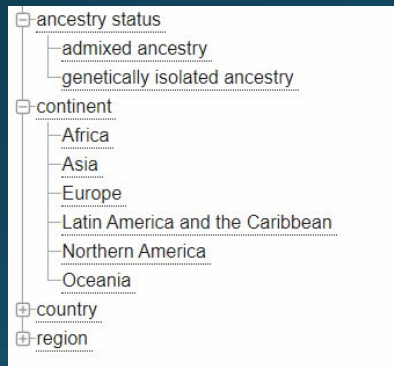 ancestry status
admixed ancestry
genetically isolated ancestry
continent
Africa
Asia
Europe
Latin America and the Caribbean
Northern America
Oceania
country
region